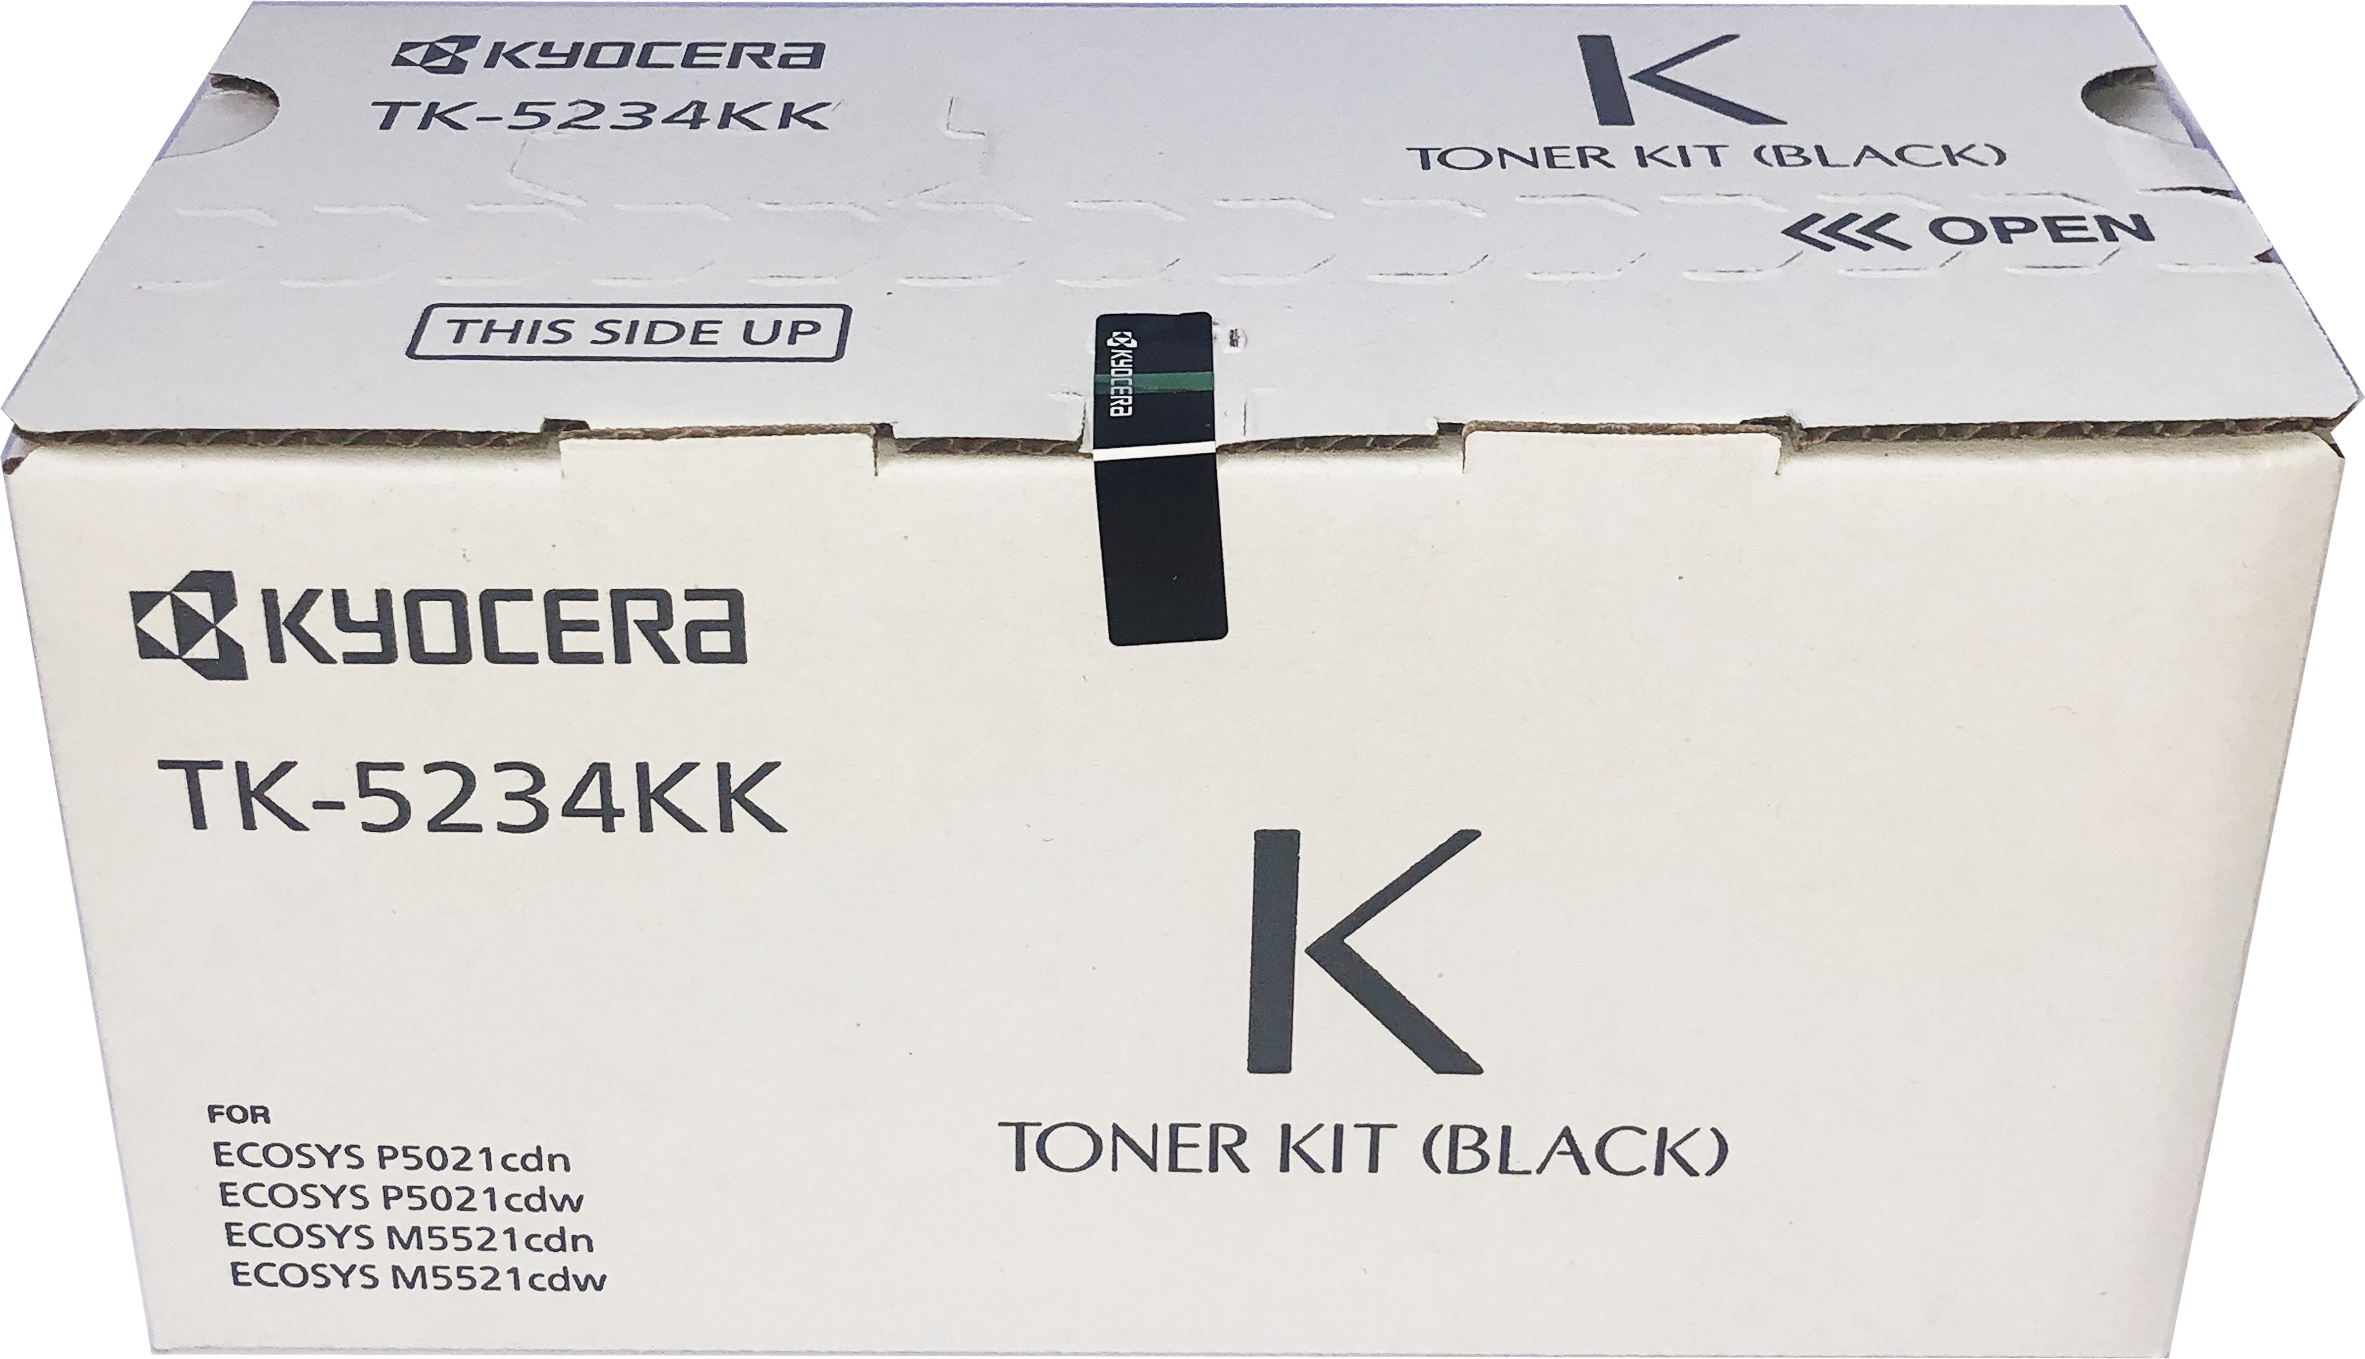 KYOCERA
TK-5234KK
K
TONER KIT (BLACK)
OPEN
THIS SIDE UP
KYOCERA
KYOCERA
TK-5234KK
K
TONER KIT (BLACK)
FOR
ECOSYS P5021cdn
ECOSYS P5021cdw
ECOSYS M5521cdn
ECOSYS M5521cdw